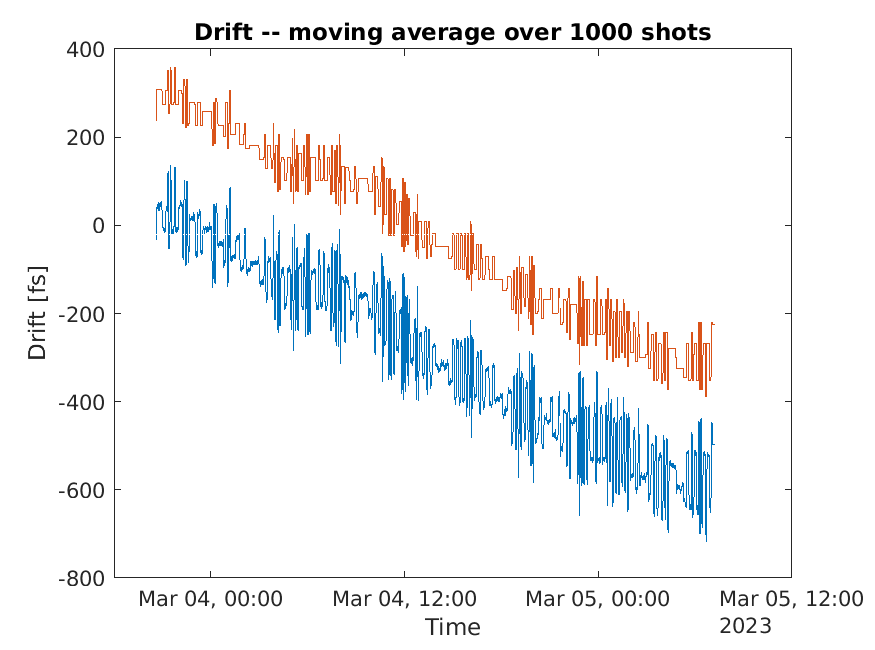 Drift -- moving average over 1000 shots
400
200
0
-200
-400
-600
-800
Drift [fs]
Mar 04, 00:00
Mar 04, 12:00
Mar 05, 00:00
Mar 05, 12:00
2023
Time